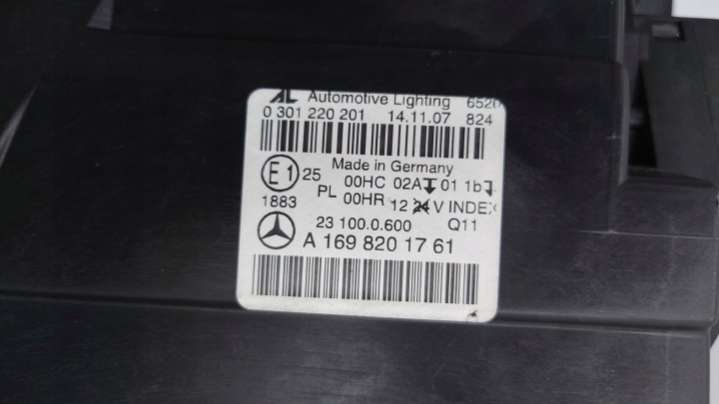 AL Automotive Lighting 6520
0 301 220 201 14.11.07 824
Made in Germany
E1 25 00HC 02A 01 1b
PL 00HR 12 24 V INDEX
1883
23 100.0.600 Q11
A 169 820 17 61